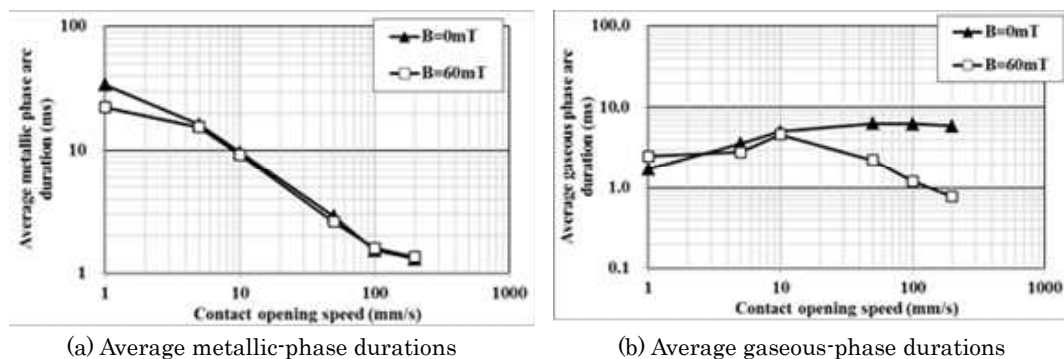 100
B=0mT
B=60mT
10
1
1
10
100
1000
Average metallic phase arc
duration (ms)
Contact opening speed (mm/s)
(a) Average metallic-phase durations
100.0
B=0mT
B=60mT
10.0
1.0
0.1
1
10
100
1000
Average gaseous phase arc
duration (ms)
Contact opening speed (mm/s)
(b) Average gaseous-phase durations